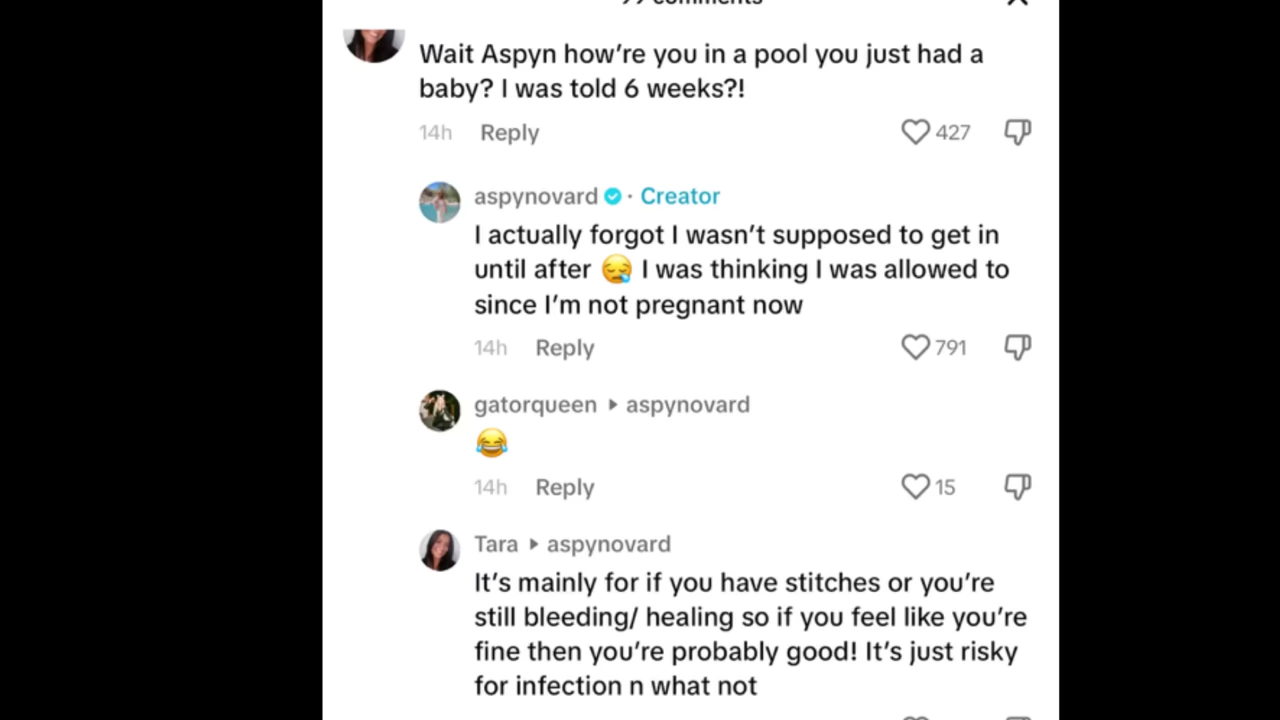 99 comments
Wait Aspyn how're you in a pool you just had a
baby? I was told 6 weeks?!
14h Reply 427
aspynovard · Creator
I actually forgot I wasn't supposed to get in
until after 😪 I was thinking I was allowed to
since I'm not pregnant now
14h Reply 791
gatorqueen ▸ aspynovard
😂
14h Reply 15
Tara ▸ aspynovard
It's mainly for if you have stitches or you're
still bleeding/ healing so if you feel like you're
fine then you're probably good! It's just risky
for infection n what not